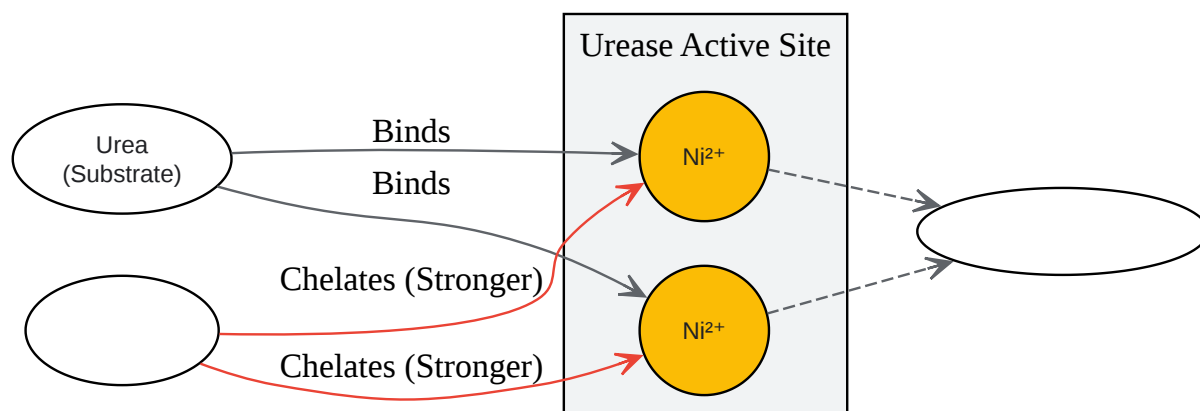 Urease Active Site
Urea
(Substrate)
Binds
Ni²⁺
Binds
Chelates (Stronger)
Ni²⁺
Chelates (Stronger)